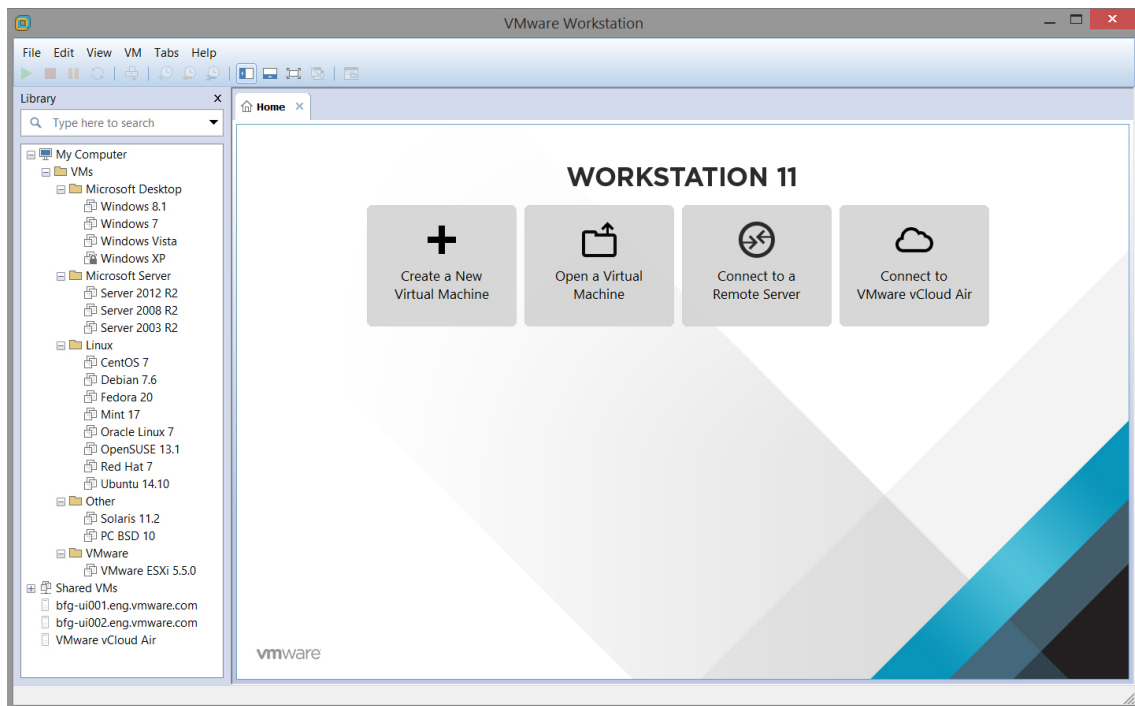 VMware Workstation
File Edit View VM Tabs Help
Library X
Home ×
Type here to search
My Computer
VMs
Microsoft Desktop
Windows 8.1
Windows 7
Windows Vista
Windows XP
Microsoft Server
Server 2012 R2
Server 2008 R2
Server 2003 R2
Linux
CentOS 7
Debian 7.6
Fedora 20
Mint 17
Oracle Linux 7
OpenSUSE 13.1
Red Hat 7
Ubuntu 14.10
Other
Solaris 11.2
PC BSD 10
VMware
VMware ESXi 5.5.0
Shared VMs
bfg-ui001.eng.vmware.com
bfg-ui002.eng.vmware.com
VMware vCloud Air
WORKSTATION 11
Create a New
Virtual Machine
Open a Virtual
Machine
Connect to a
Remote Server
Connect to
VMware vCloud Air
vmware